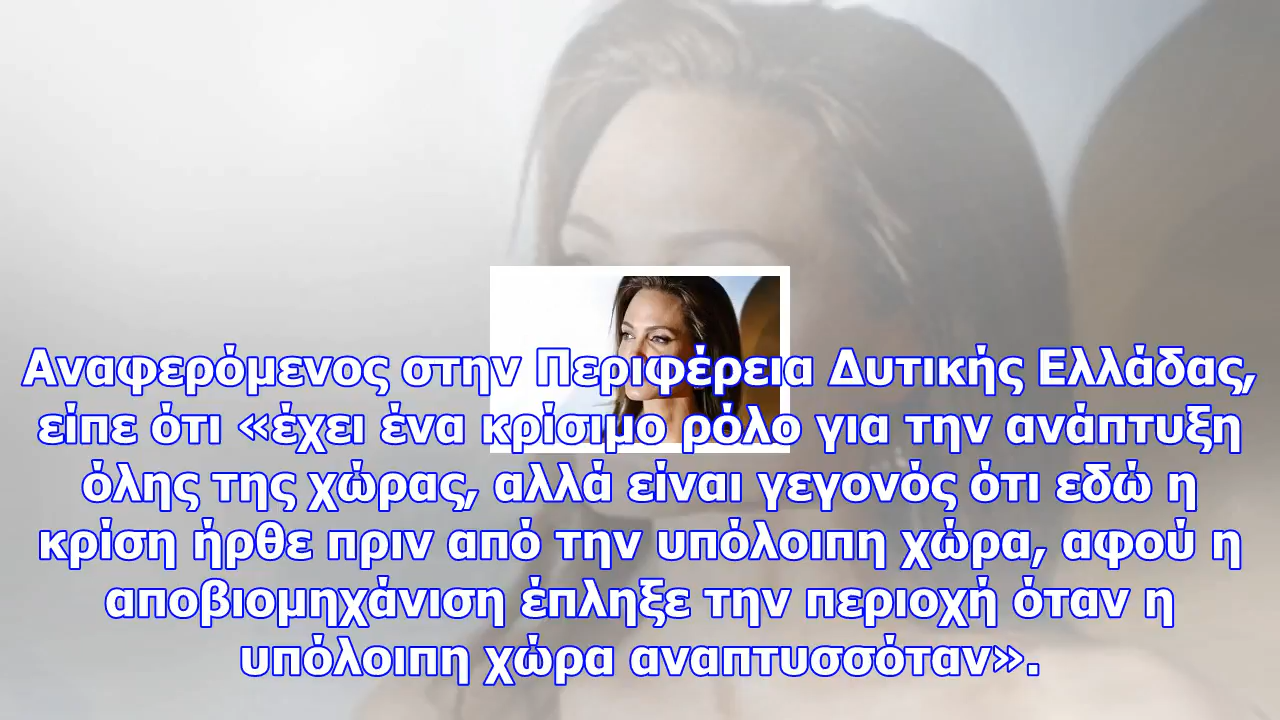 Αναφερόμενος στην Περιφέρεια Δυτικής Ελλάδας,
είπε ότι «έχει ένα κρίσιμο ρόλο για την ανάπτυξη
όλης της χώρας, αλλά είναι γεγονός ότι εδώ η
κρίση ήρθε πριν από την υπόλοιπη χώρα, αφού η
αποβιομηχάνιση έπληξε την περιοχή όταν η
υπόλοιπη χώρα αναπτυσσόταν».